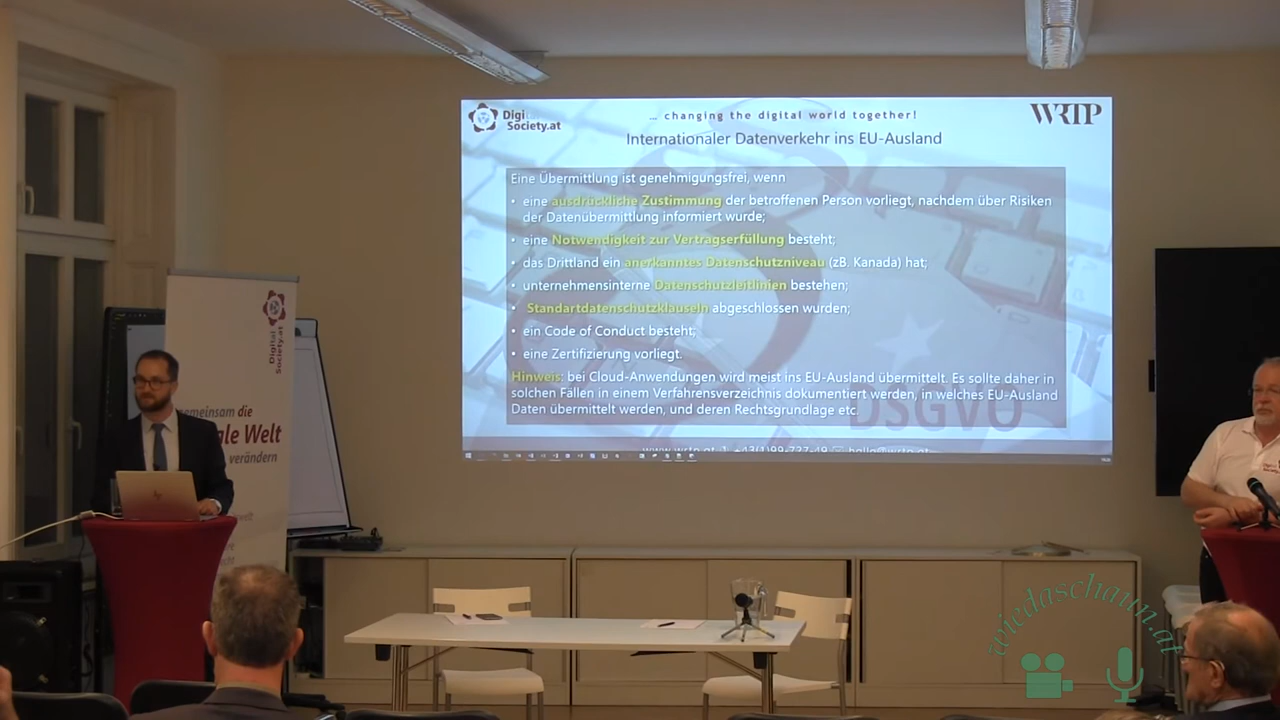 Digi
Society.at
... changing the digital world together!
WRTP
Internationaler Datenverkehr ins EU-Ausland
Eine Übermittlung ist genehmigungsfrei, wenn
• eine ausdrückliche Zustimmung der betroffenen Person vorliegt, nachdem über Risiken
der Datenübermittlung informiert wurde;
• eine Notwendigkeit zur Vertragserfüllung besteht;
• das Drittland ein anerkanntes Datenschutzniveau (zB. Kanada) hat;
• unternehmensinterne Datenschutzleitlinien bestehen;
• Standartdatenschutzklauseln abgeschlossen wurden;
• ein Code of Conduct besteht;
• eine Zertifizierung vorliegt.
Hinweis: bei Cloud-Anwendungen wird meist ins EU-Ausland übermittelt. Es sollte daher in
solchen Fällen in einem Verfahrensverzeichnis dokumentiert werden, in welches EU-Ausland
Daten übermittelt werden, und deren Rechtsgrundlage etc.
DSGVO
Digital
Society.at
gemeinsam die
ale Welt
verändern
wiedaschaun.at